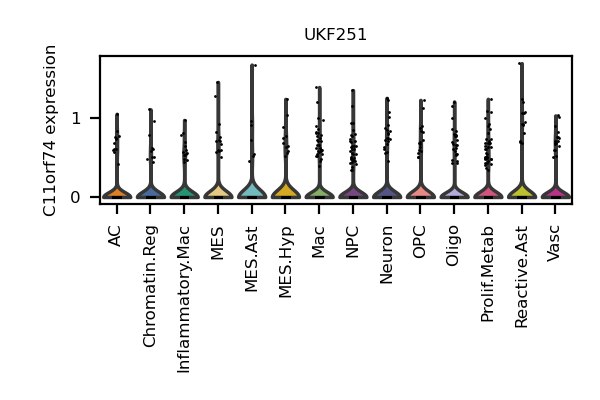 UKF251
C11orf74 expression
1
0
AC
Chromatin.Reg
Inflammatory.Mac
MES
MES.Ast
MES.Hyp
Mac
NPC
Neuron
OPC
Oligo
Prolif.Metab
Reactive.Ast
Vasc